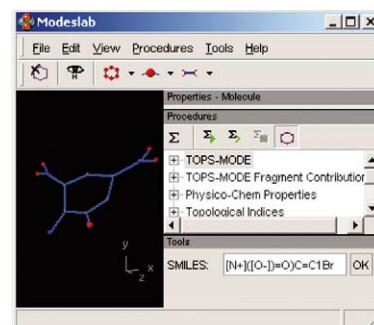 Modeslab
File Edit View Procedures Tools Help
Properties - Molecule
Procedures
TOPS-MODE
TOPS-MODE Fragment Contribution
Physico-Chem Properties
Topological Indices
Tools
SMILES: [N+]([O-])=O)C=C1Br OK
y
x
z